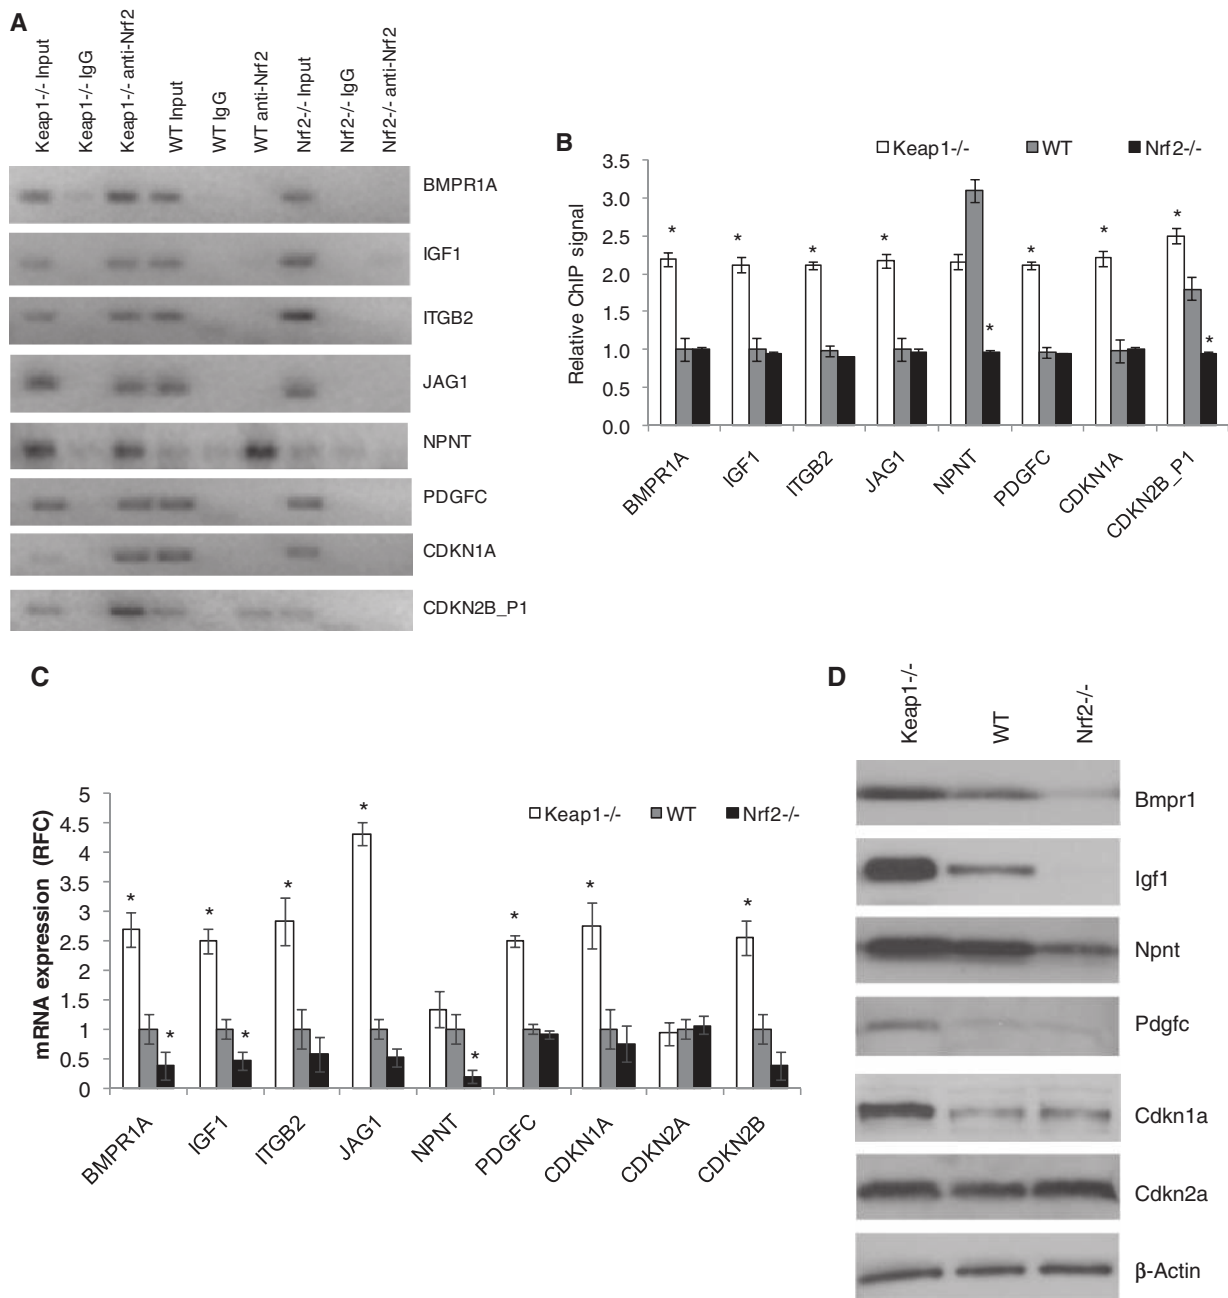 A
Keap1-/- Input
Keap1-/- IgG
Keap1-/- anti-Nrf2
WT Input
WT IgG
WT anti-Nrf2
Nrf2-/- Input
Nrf2-/- IgG
Nrf2-/- anti-Nrf2
BMPR1A
IGF1
ITGB2
JAG1
NPNT
PDGFC
CDKN1A
CDKN2B_P1
B
Keap1-/-
WT
Nrf2-/-
Relative ChIP signal
3.5
3.0
2.5
2.0
1.5
1.0
0.5
0.0
* * * * * * * * *
BMPR1A
IGF1
ITGB2
JAG1
NPNT
PDGFC
CDKN1A
CDKN2B_P1
C
Keap1-/-
WT
Nrf2-/-
mRNA expression (RFC)
5
4.5
4
3.5
3
2.5
2
1.5
1
0.5
0
* * * * * * * * * *
BMPR1A
IGF1
ITGB2
JAG1
NPNT
PDGFC
CDKN1A
CDKN2A
CDKN2B
D
Keap1-/-
WT
Nrf2-/-
Bmpr1
Igf1
Npnt
Pdgfc
Cdkn1a
Cdkn2a
β-Actin